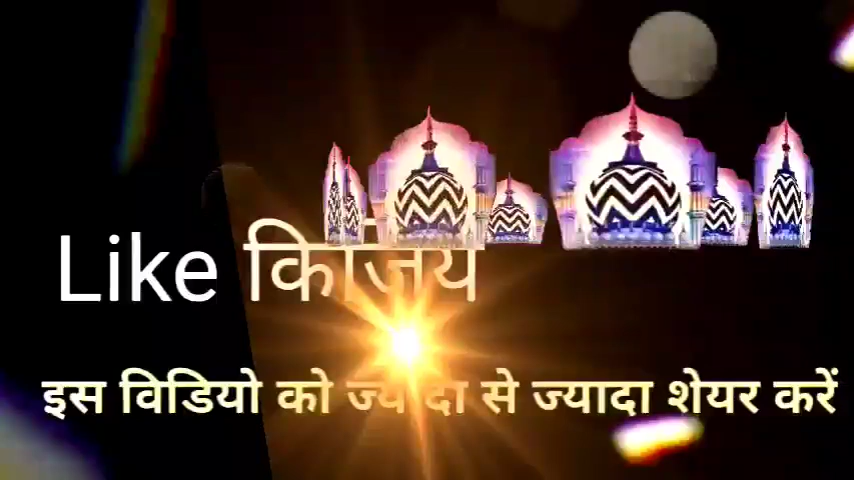 Like किजिये
इस विडियो को ज्यादा से ज्यादा शेयर करें